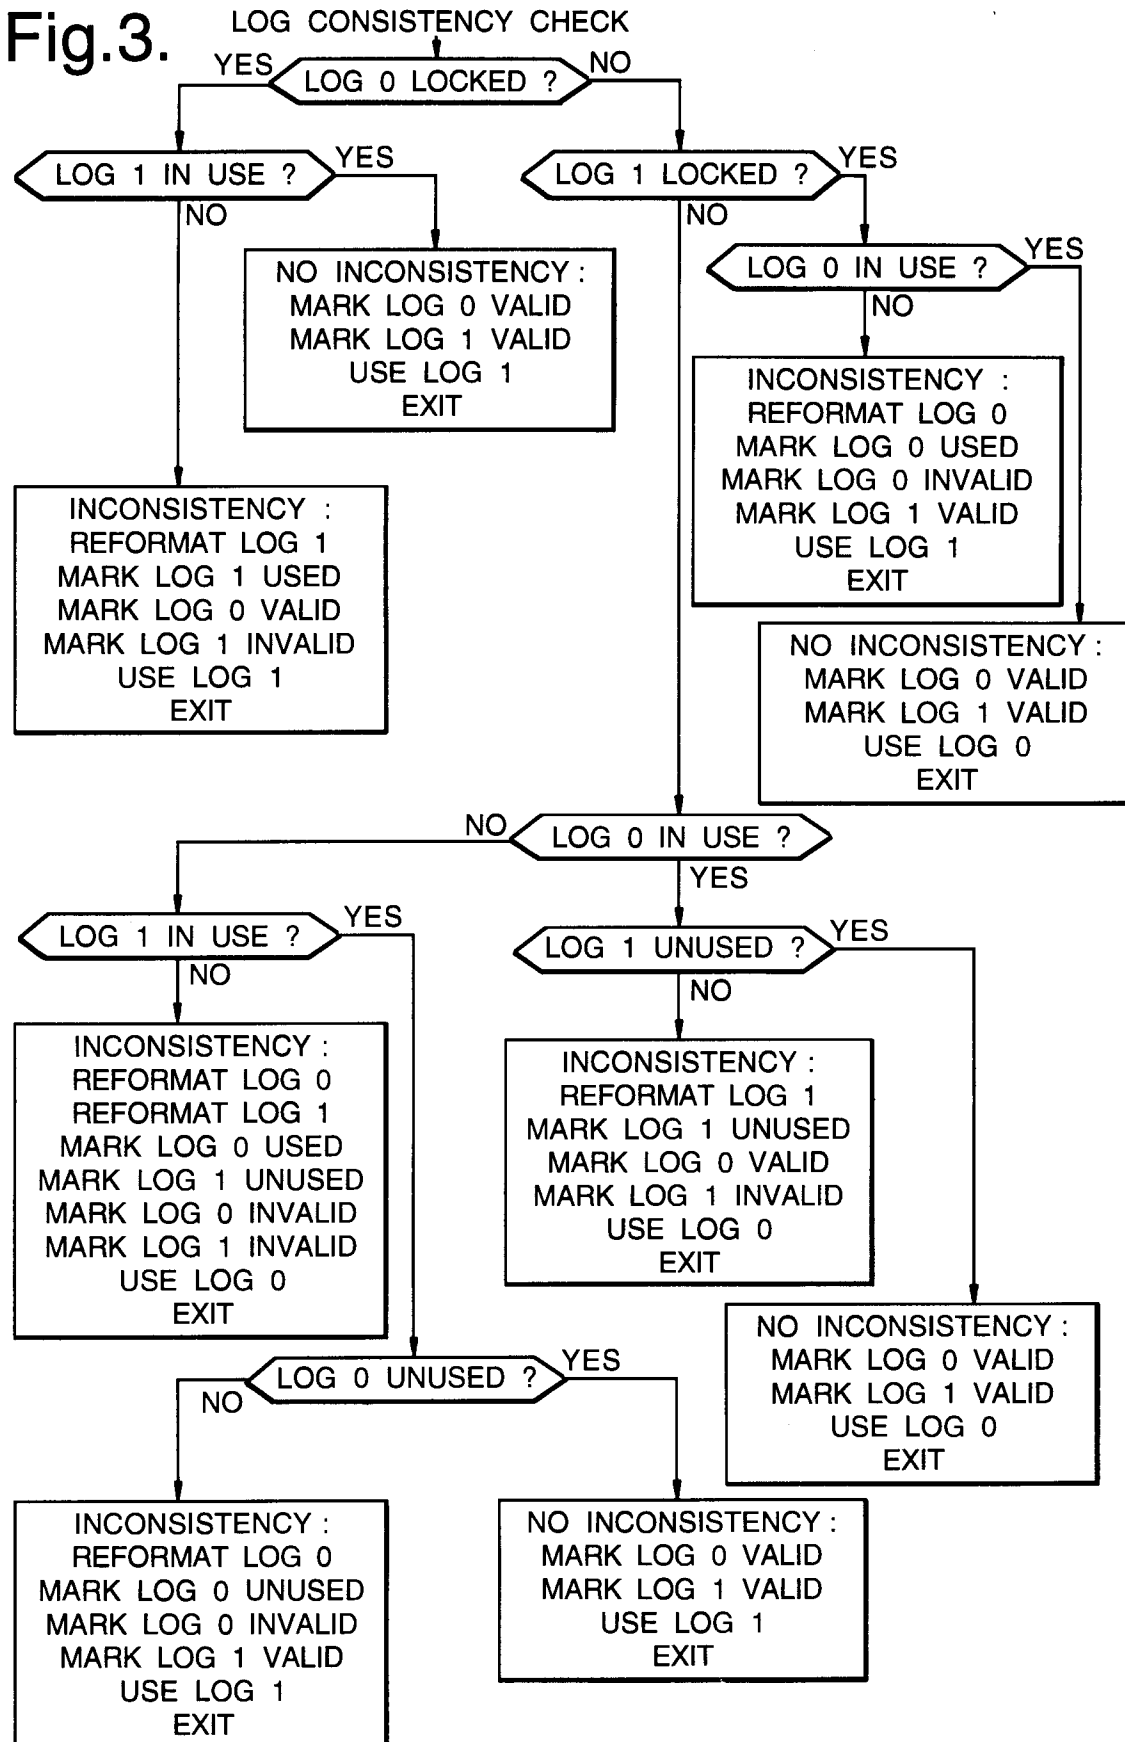 Fig.3.
LOG CONSISTENCY CHECK
YES
LOG 0 LOCKED ?
NO
LOG 1 IN USE ?
YES
NO
LOG 1 LOCKED ?
YES
NO
NO INCONSISTENCY :
MARK LOG 0 VALID
MARK LOG 1 VALID
USE LOG 1
EXIT
LOG 0 IN USE ?
YES
NO
INCONSISTENCY :
REFORMAT LOG 0
MARK LOG 0 USED
MARK LOG 0 INVALID
MARK LOG 1 VALID
USE LOG 1
EXIT
INCONSISTENCY :
REFORMAT LOG 1
MARK LOG 1 USED
MARK LOG 0 VALID
MARK LOG 1 INVALID
USE LOG 1
EXIT
NO INCONSISTENCY :
MARK LOG 0 VALID
MARK LOG 1 VALID
USE LOG 0
EXIT
NO
LOG 0 IN USE ?
YES
LOG 1 IN USE ?
YES
NO
LOG 1 UNUSED ?
YES
NO
INCONSISTENCY :
REFORMAT LOG 0
REFORMAT LOG 1
MARK LOG 0 USED
MARK LOG 1 UNUSED
MARK LOG 0 INVALID
MARK LOG 1 INVALID
USE LOG 0
EXIT
INCONSISTENCY :
REFORMAT LOG 1
MARK LOG 1 UNUSED
MARK LOG 0 VALID
MARK LOG 1 INVALID
USE LOG 0
EXIT
NO INCONSISTENCY :
MARK LOG 0 VALID
MARK LOG 1 VALID
USE LOG 0
EXIT
NO
LOG 0 UNUSED ?
YES
INCONSISTENCY :
REFORMAT LOG 0
MARK LOG 0 UNUSED
MARK LOG 0 INVALID
MARK LOG 1 VALID
USE LOG 1
EXIT
NO INCONSISTENCY :
MARK LOG 0 VALID
MARK LOG 1 VALID
USE LOG 1
EXIT